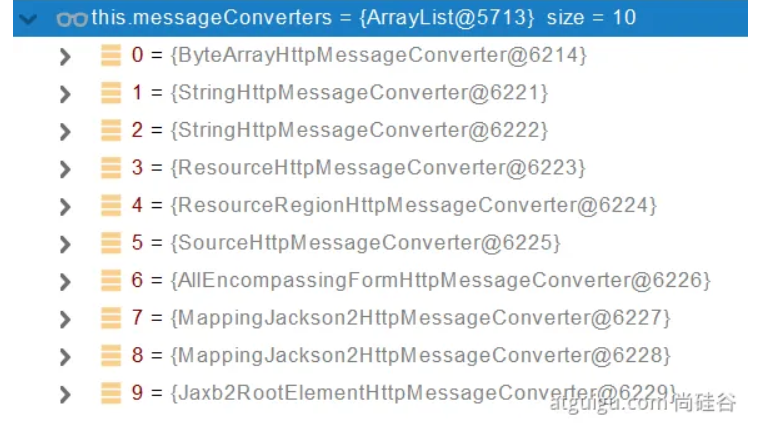 this.messageConverters = {ArrayList@5713} size = 10
0 = {ByteArrayHttpMessageConverter@6214}
1 = {StringHttpMessageConverter@6221}
2 = {StringHttpMessageConverter@6222}
3 = {ResourceHttpMessageConverter@6223}
4 = {ResourceRegionHttpMessageConverter@6224}
5 = {SourceHttpMessageConverter@6225}
6 = {AllEncompassingFormHttpMessageConverter@6226}
7 = {MappingJackson2HttpMessageConverter@6227}
8 = {MappingJackson2HttpMessageConverter@6228}
9 = {Jaxb2RootElementHttpMessageConverter@6229}
atguigu.com 尚硅谷